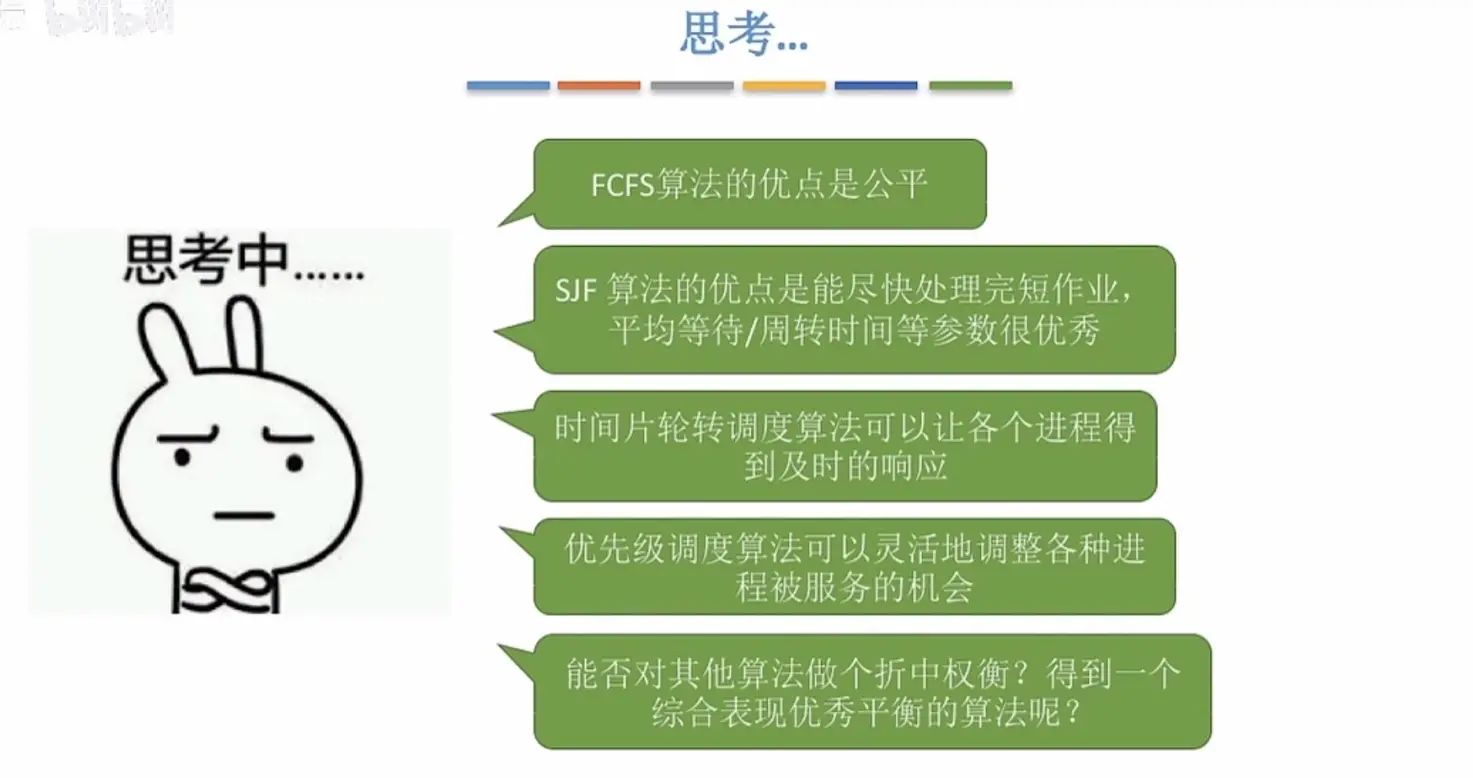 bilibili
思考...
思考中......
FCFS算法的优点是公平
SJF 算法的优点是能尽快处理完短作业，
平均等待/周转时间等参数很优秀
时间片轮转调度算法可以让各个进程得
到及时的响应
优先级调度算法可以灵活地调整各种进
程被服务的机会
能否对其他算法做个折中权衡？得到一个
综合表现优秀平衡的算法呢？